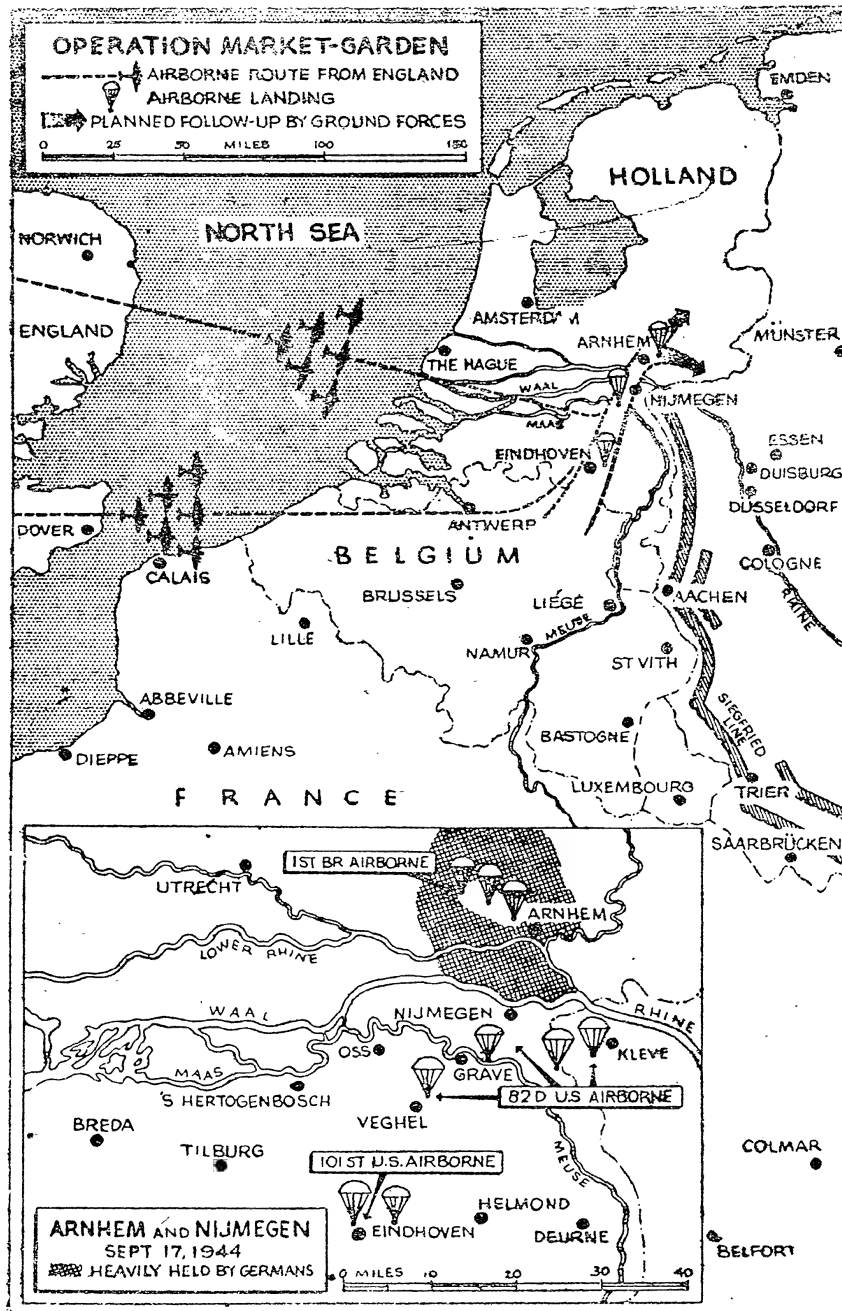 OPERATION MARKET-GARDEN
AIRBORNE ROUTE FROM ENGLAND
AIRBORNE LANDING
PLANNED FOLLOW-UP BY GROUND FORCES
0 25 50 MILES 100 150
EMDEN
HOLLAND
NORTH SEA
NORWICH
ENGLAND
AMSTERDAM
ARNHEM
MÜNSTER
THE HAGUE
WAAL
NIJMEGEN
MAAS
EINDHOVEN
ESSEN
DUISBURG
DÜSSELDORF
DOVER
ANTWERP
COLOGNE
BELGIUM
CALAIS
BRUSSELS
LIÉGÉ
AACHEN
RHINE
LILLE
MEUSE
NAMUR
ST VITH
ABBEVILLE
SIEGFRIED
LINE
DIEPPE
AMIENS
BASTOGNE
LUXEMBOURG
TRIER
FRANCE
SAARBRÜCKEN
1ST BR AIRBORNE
UTRECHT
ARNHEM
LOWER RHINE
WAAL
NIJMEGEN
RHINE
OSS
GRAVE
KLEVE
MAAS
'S HERTOGENBOSCH
82D U.S AIRBORNE
VEGHEL
BREDA
TILBURG
101ST U.S. AIRBORNE
MEUSE
COLMAR
HELMOND
EINDHOVEN
DEURNE
BELFORT
ARNHEM AND NIJMEGEN
SEPT 17, 1944
HEAVILY HELD BY GERMANS
0 MILES 10 20 30 40